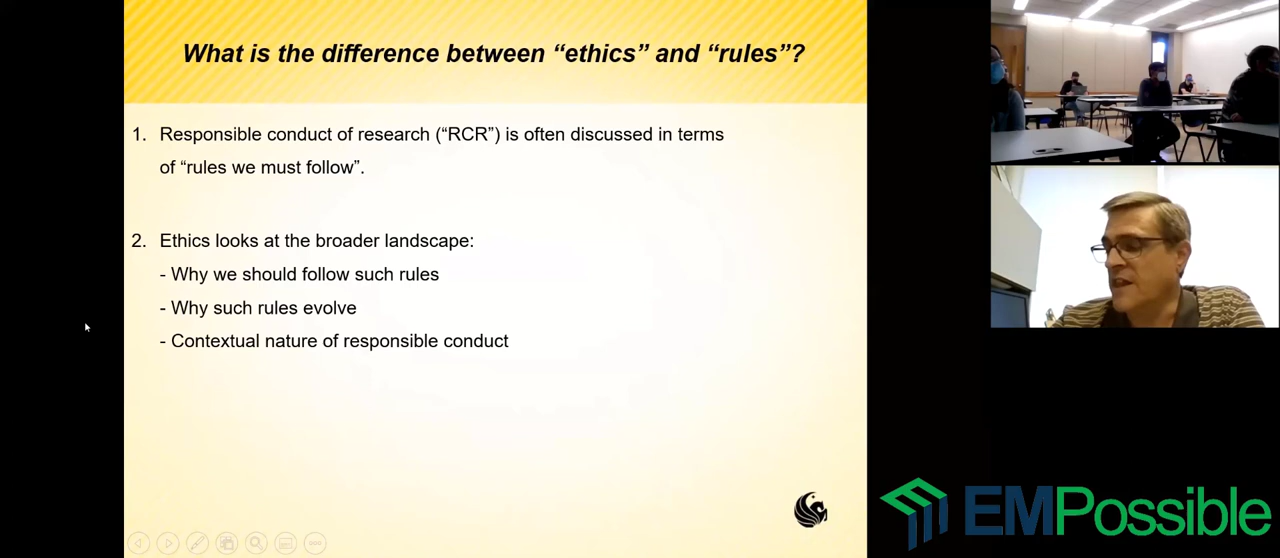 What is the difference between “ethics” and “rules”?
1. Responsible conduct of research (“RCR”) is often discussed in terms
of “rules we must follow”.
2. Ethics looks at the broader landscape:
- Why we should follow such rules
- Why such rules evolve
- Contextual nature of responsible conduct
EMPossible